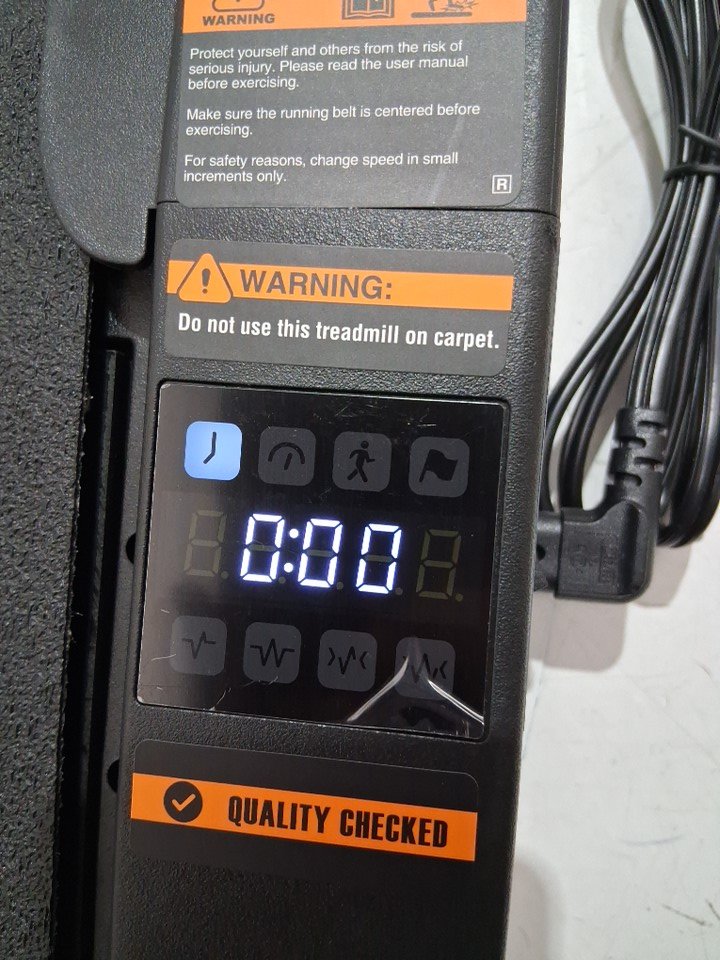 WARNING
Protect yourself and others from the risk of
serious injury. Please read the user manual
before exercising.
Make sure the running belt is centered before
exercising.
For safety reasons, change speed in small
increments only.
R
WARNING:
Do not use this treadmill on carpet.
0:00
QUALITY CHECKED